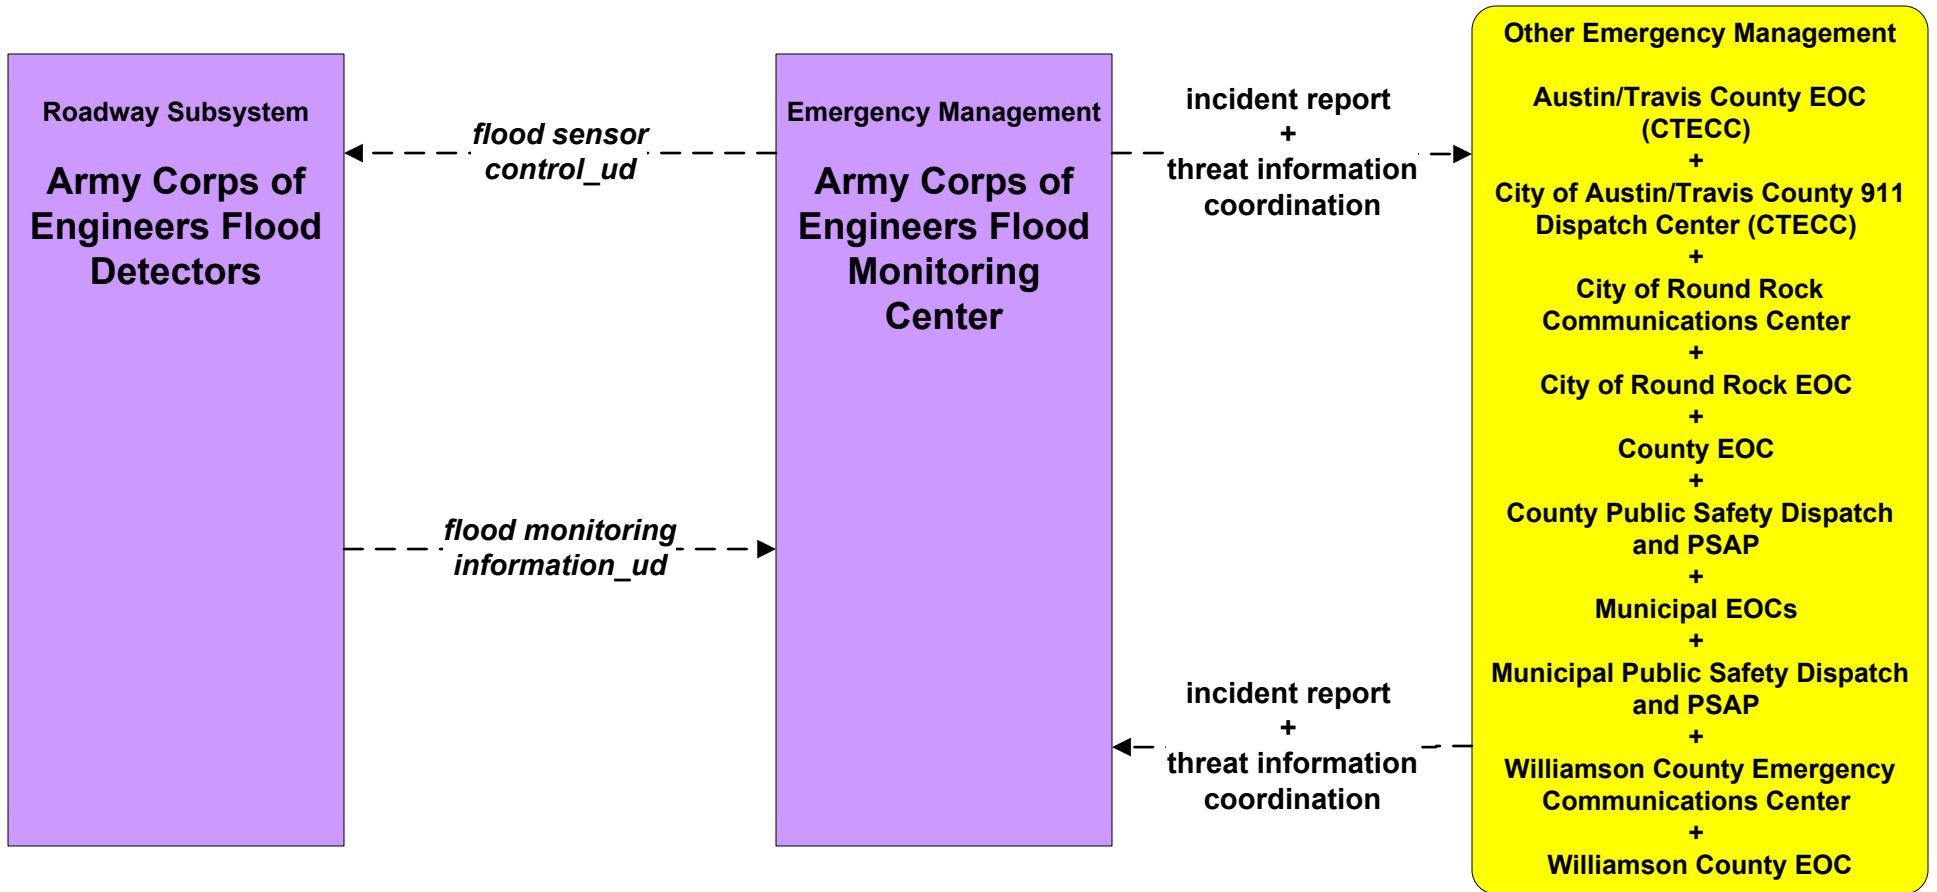 Roadway Subsystem
Army Corps of
Engineers Flood
Detectors
flood sensor
control_ud
flood monitoring
information_ud
Emergency Management
Army Corps of
Engineers Flood
Monitoring
Center
incident report
+
threat information
coordination
incident report
+
threat information
coordination
Other Emergency Management
Austin/Travis County EOC
(CTECC)
+
City of Austin/Travis County 911
Dispatch Center (CTECC)
+
City of Round Rock
Communications Center
+
City of Round Rock EOC
+
County EOC
+
County Public Safety Dispatch
and PSAP
+
Municipal EOCs
+
Municipal Public Safety Dispatch
and PSAP
+
Williamson County Emergency
Communications Center
+
Williamson County EOC